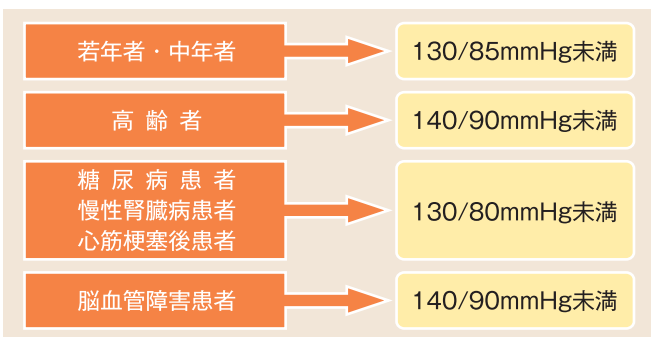 若年者・中年者
130/85mmHg未満
高齢者
140/90mmHg未満
糖尿病患者
慢性腎臓病患者
心筋梗塞後患者
130/80mmHg未満
脳血管障害患者
140/90mmHg未満